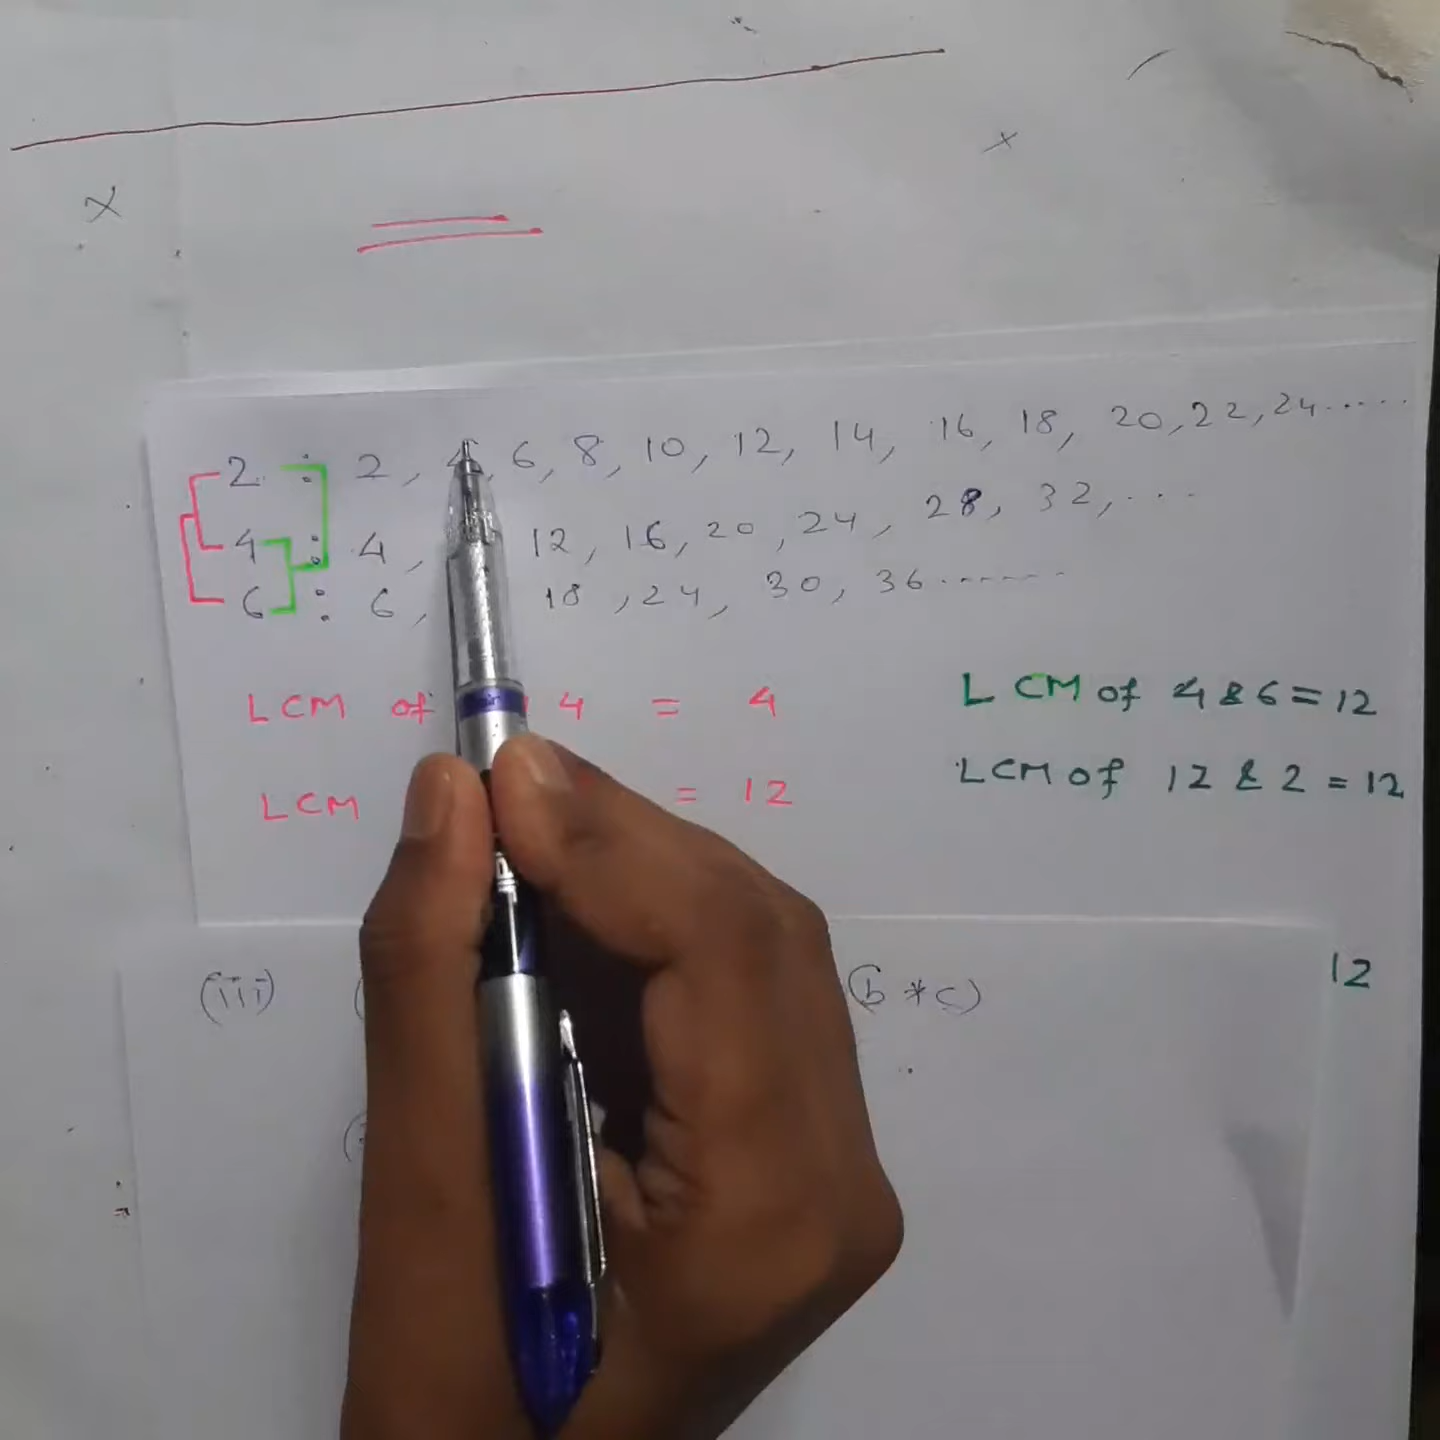 2 : 2, 4, 6, 8, 10, 12, 14, 16, 18, 20, 22, 24.....
4 : 4, 12, 16, 20, 24, 28, 32, ...
6 : 6, 18, 24, 30, 36.......
LCM of 4 = 4
LCM = 12
LCM of 4 & 6 = 12
LCM of 12 & 2 = 12
(iii) (b * c)
12